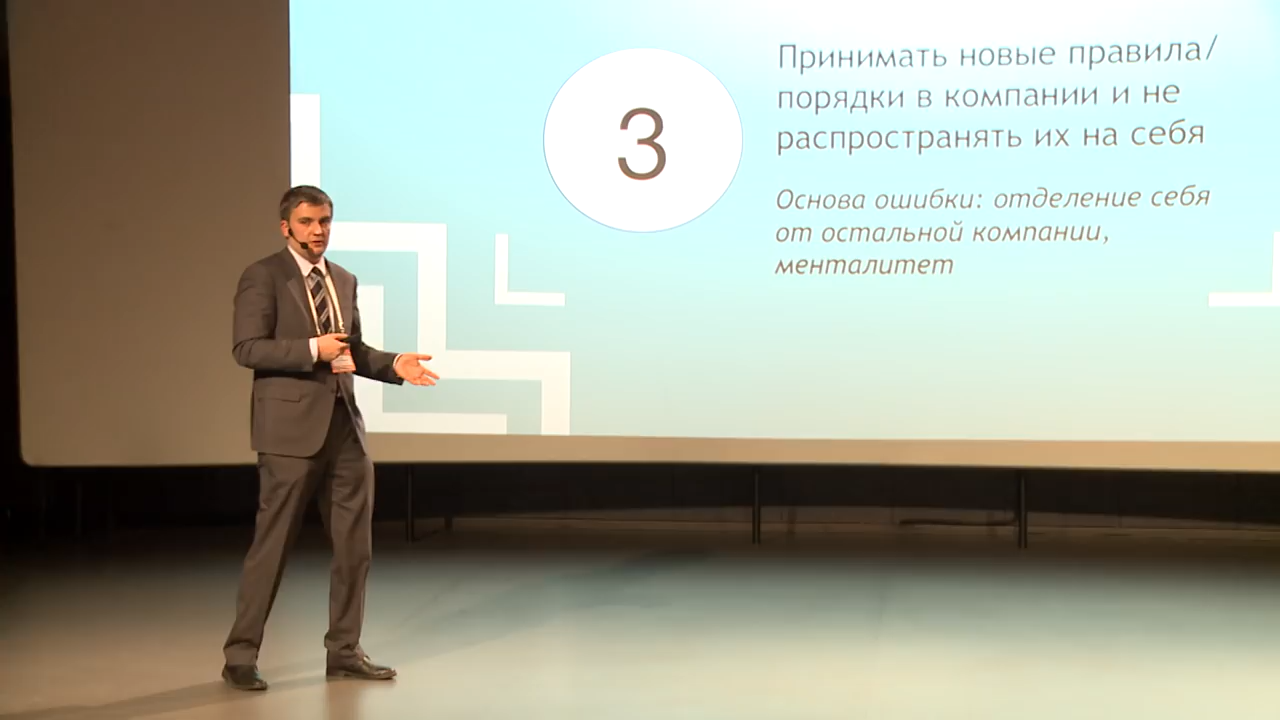 3
Принимать новые правила/
порядки в компании и не
распространять их на себя
Основа ошибки: отделение себя
от остальной компании,
менталитет